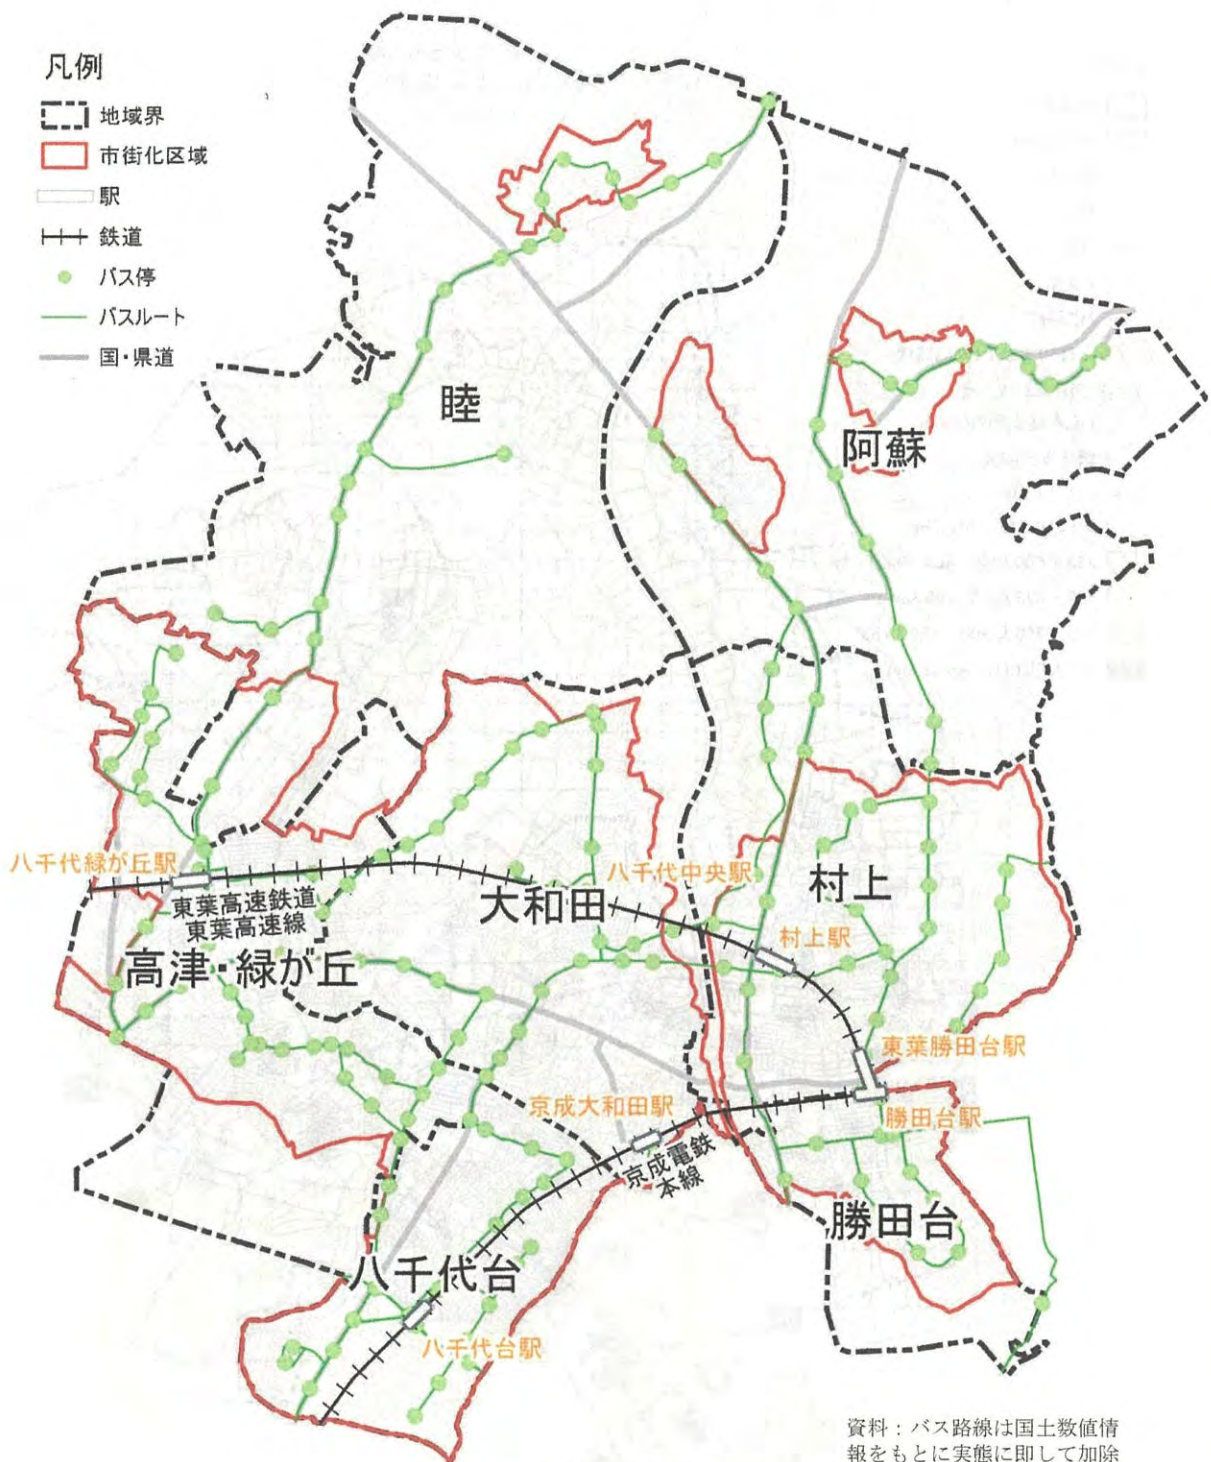 凡例
地域界
市街化区域
駅
鉄道
バス停
バスルート
国・県道
睦
阿蘇
八千代緑が丘駅
東葉高速鉄道
東葉高速線
高津・緑が丘
大和田
八千代中央駅
村上
村上駅
東葉勝田台駅
勝田台駅
京成大和田駅
京成電鉄
本線
勝田台
八千代台
八千代台駅
資料：バス路線は国土数値情
報をもとに実態に即して加除